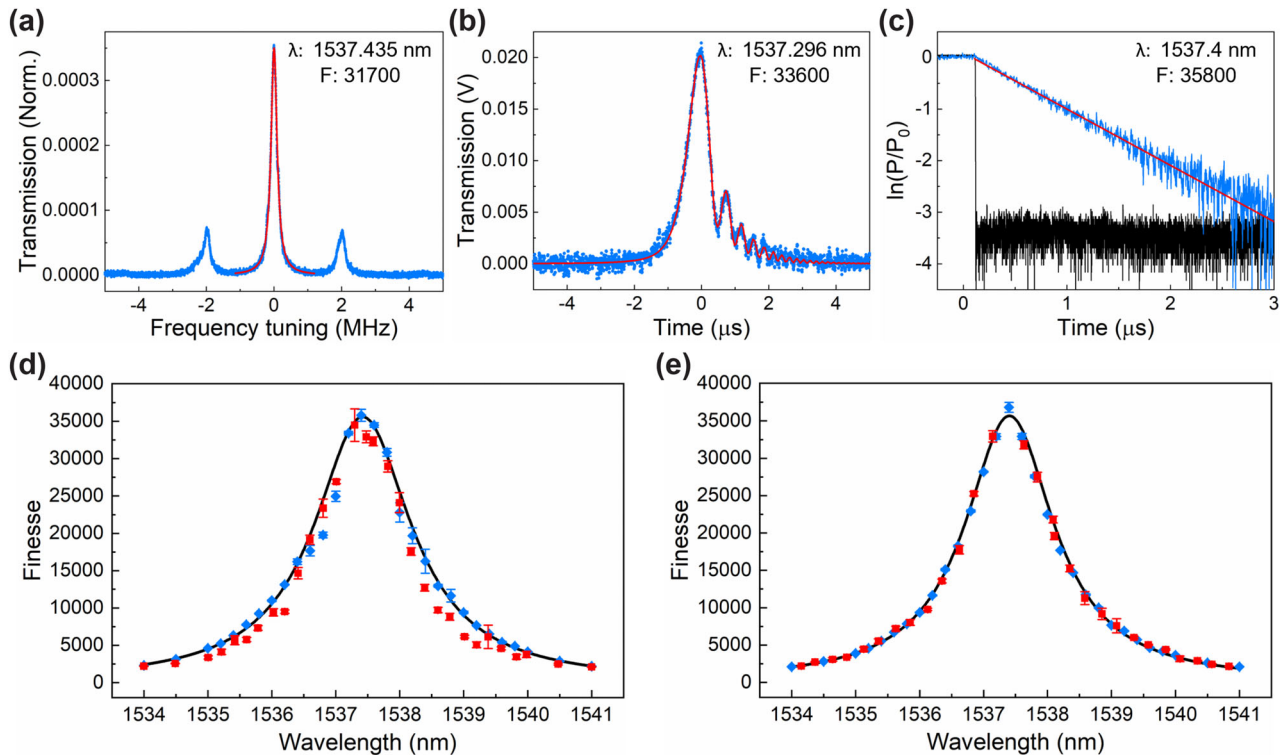 (a)
λ: 1537.435 nm
F: 31700
Transmission (Norm.)
0.0003
0.0002
0.0001
0.0000
-4 -2 0 2 4
Frequency tuning (MHz)
(b)
λ: 1537.296 nm
F: 33600
Transmission (V)
0.020
0.015
0.010
0.005
0.000
-4 -2 0 2 4
Time (μs)
(c)
λ: 1537.4 nm
F: 35800
ln(P/P₀)
0
-1
-2
-3
-4
0 1 2 3
Time (μs)
(d)
Finesse
40000
35000
30000
25000
20000
15000
10000
5000
0
1534 1535 1536 1537 1538 1539 1540 1541
Wavelength (nm)
(e)
Finesse
40000
35000
30000
25000
20000
15000
10000
5000
0
1534 1535 1536 1537 1538 1539 1540 1541
Wavelength (nm)